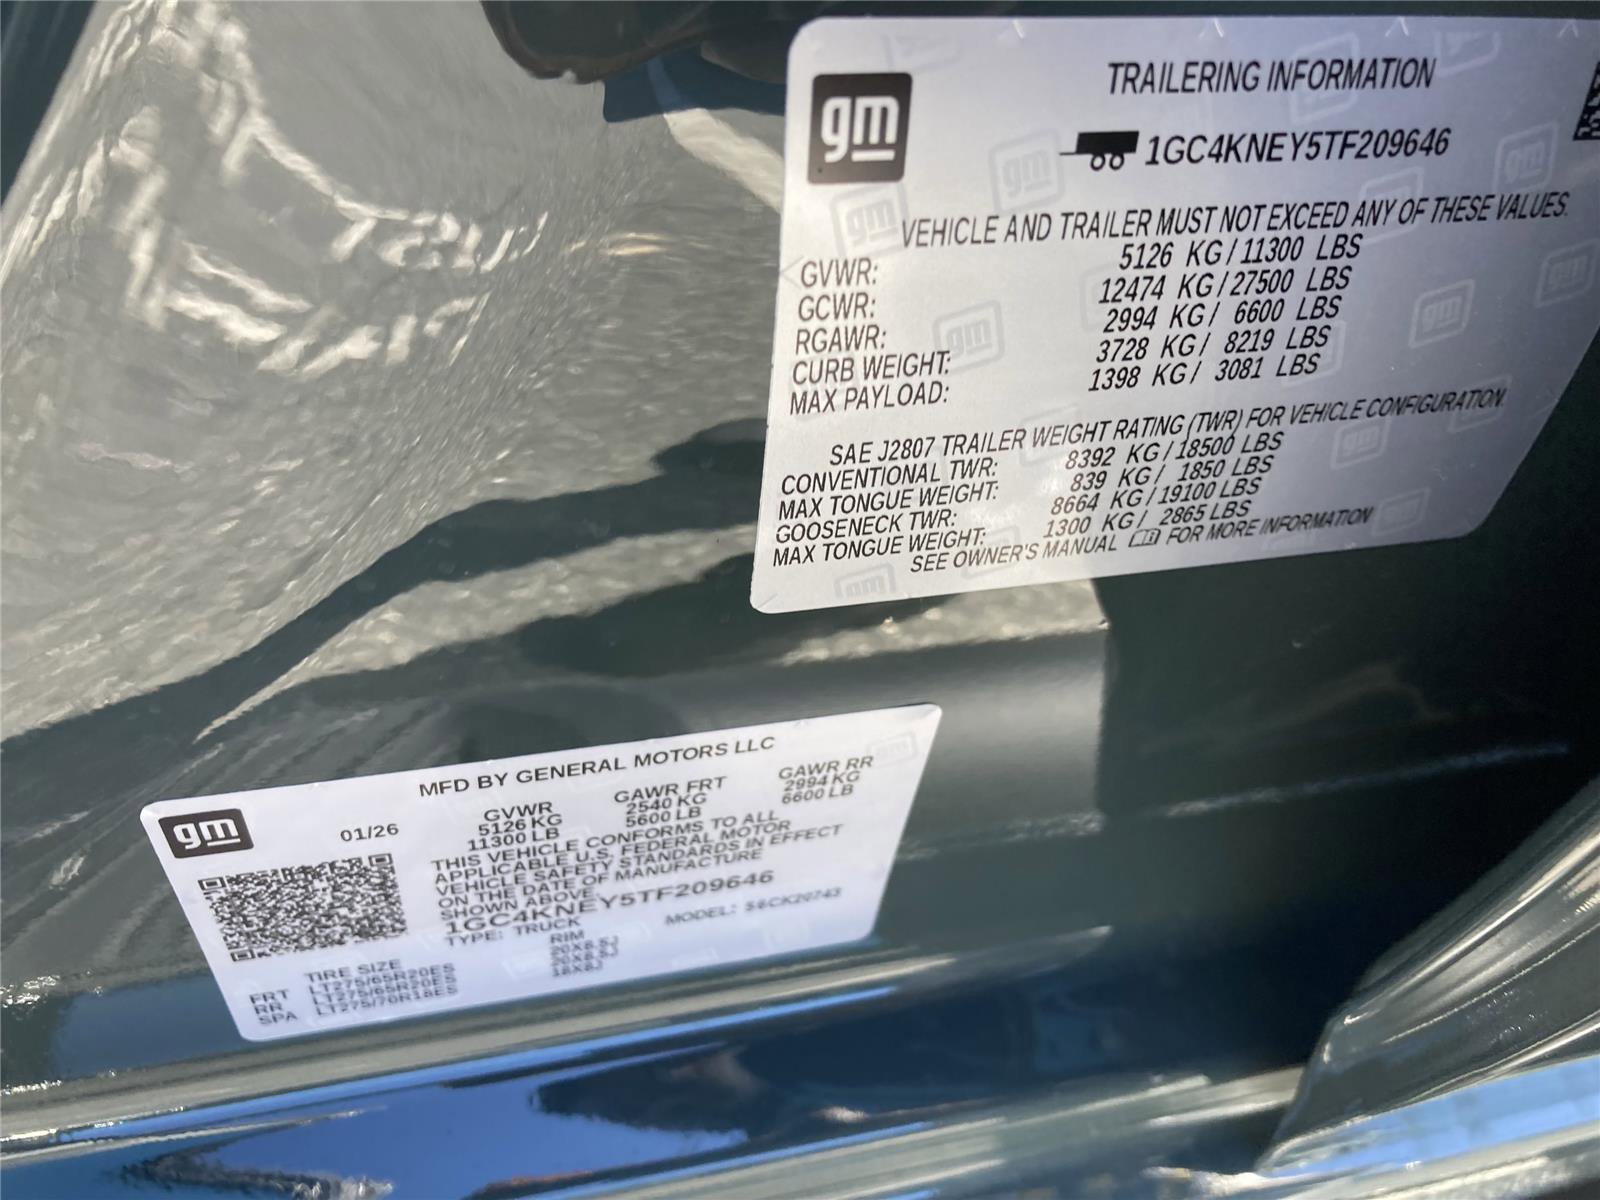 gm
TRAILERING INFORMATION
1GC4KNEY5TF209646
VEHICLE AND TRAILER MUST NOT EXCEED ANY OF THESE VALUES.
GVWR: 5126 KG/11300 LBS
GCWR: 12474 KG/27500 LBS
RGAWR: 2994 KG/ 6600 LBS
CURB WEIGHT: 3728 KG/ 8219 LBS
MAX PAYLOAD: 1398 KG/ 3081 LBS
SAE J2807 TRAILER WEIGHT RATING (TWR) FOR VEHICLE CONFIGURATION
CONVENTIONAL TWR: 8392 KG/18500 LBS
MAX TONGUE WEIGHT: 839 KG/ 1850 LBS
GOOSENECK TWR: 8664 KG/19100 LBS
MAX TONGUE WEIGHT: 1300 KG/ 2865 LBS
SEE OWNER'S MANUAL FOR MORE INFORMATION
gm
MFD BY GENERAL MOTORS LLC
01/26
GVWR GAWR FRT GAWR RR
5126 KG 2540 KG 2994 KG
11300 LB 5600 LB 6600 LB
THIS VEHICLE CONFORMS TO ALL
APPLICABLE U.S. FEDERAL MOTOR
VEHICLE SAFETY STANDARDS IN EFFECT
ON THE DATE OF MANUFACTURE
SHOWN ABOVE.
1GC4KNEY5TF209646
TYPE: TRUCK MODEL: SBCK20743
TIRE SIZE RIM
FRT LT275/65R20ES 20X8.5J
RR LT275/65R20ES 20X8.5J
SPA LT275/70R18ES 18X8J